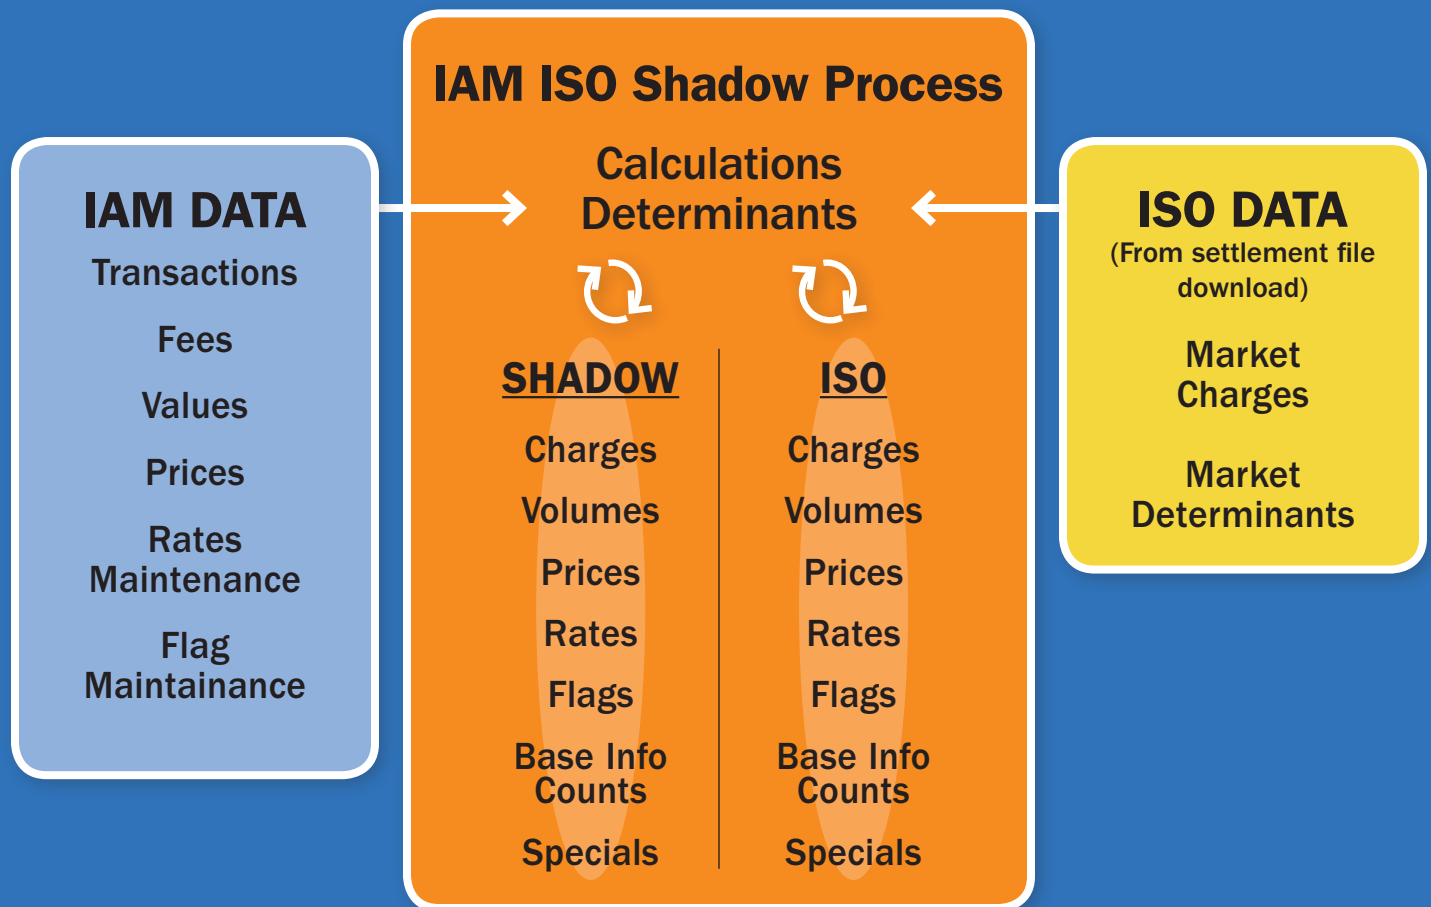 IAM ISO Shadow Process
Calculations
Determinants
IAM DATA
Transactions
Fees
Values
Prices
Rates
Maintenance
Flag
Maintainance
SHADOW
Charges
Volumes
Prices
Rates
Flags
Base Info
Counts
Specials
ISO
Charges
Volumes
Prices
Rates
Flags
Base Info
Counts
Specials
ISO DATA
(From settlement file
download)
Market
Charges
Market
Determinants